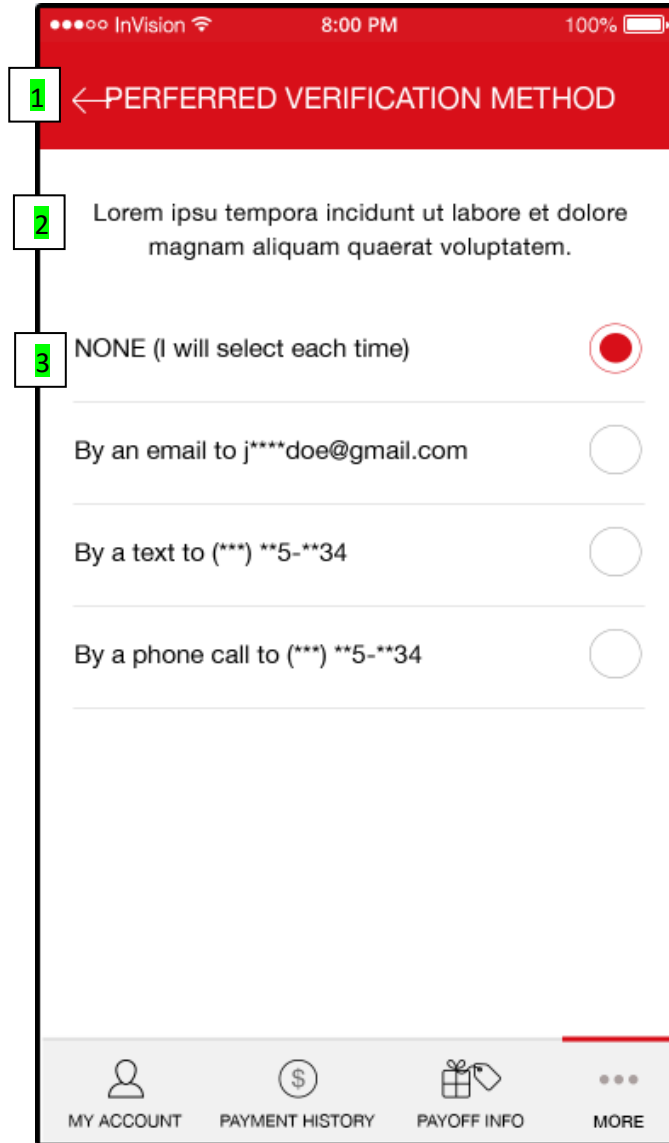 InVision 8:00 PM 100%
1
PERFERRED VERIFICATION METHOD
2
Lorem ipsu tempora incidunt ut labore et dolore
magnam aliquam quaerat voluptatem.
3
NONE (I will select each time)
By an email to j****doe@gmail.com
By a text to (***) **5-**34
By a phone call to (***) **5-**34
$
MY ACCOUNT PAYMENT HISTORY PAYOFF INFO MORE